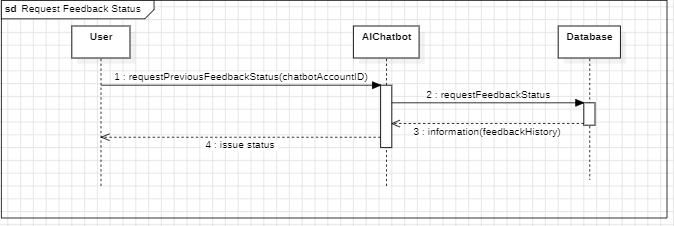 sd Request Feedback Status
User
AIChatbot
Database
1 : requestPreviousFeedbackStatus(chatbotAccountID)
2 : requestFeedbackStatus
3 : information(feedbackHistory)
4 : issue status